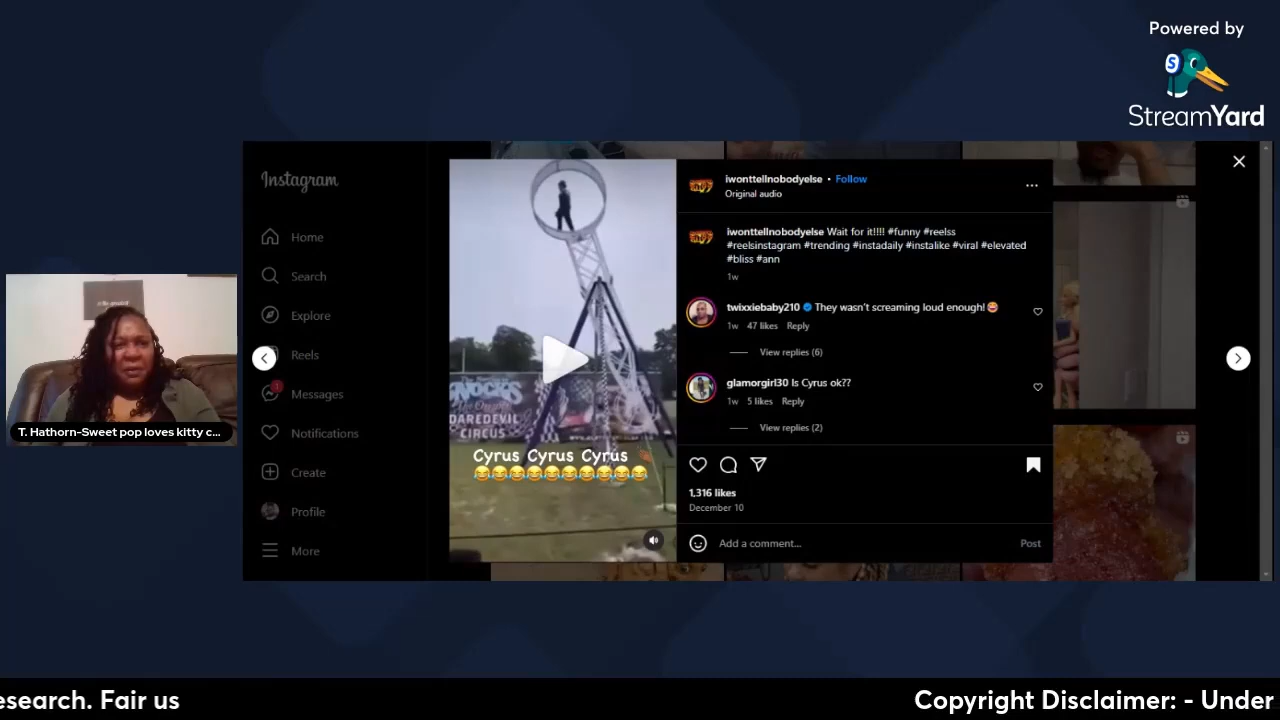 Powered by
StreamYard
Instagram
Home
Search
Explore
Reels
Messages
1
Notifications
Create
Profile
More
T. Hathorn-Sweet pop loves kitty c...
NOCKS
DAREDEVIL
CIRCUS
Cyrus Cyrus Cyrus
😂😂😂😂😂😂😂😂😂😂
iwonttellnobodyelse • Follow
Original audio
iwonttellnobodyelse Wait for it!!!! #funny #reelss
#reelsinstagram #trending #instadaily #instalike #viral #elevated
#bliss #ann
1w
twixxiebaby210 They wasn't screaming loud enough! 🤣
1w 47 likes Reply
View replies (6)
glamorgirl30 Is Cyrus ok??
1w 5 likes Reply
View replies (2)
1,316 likes
December 10
Add a comment...
Post
esearch. Fair us
Copyright Disclaimer: - Under